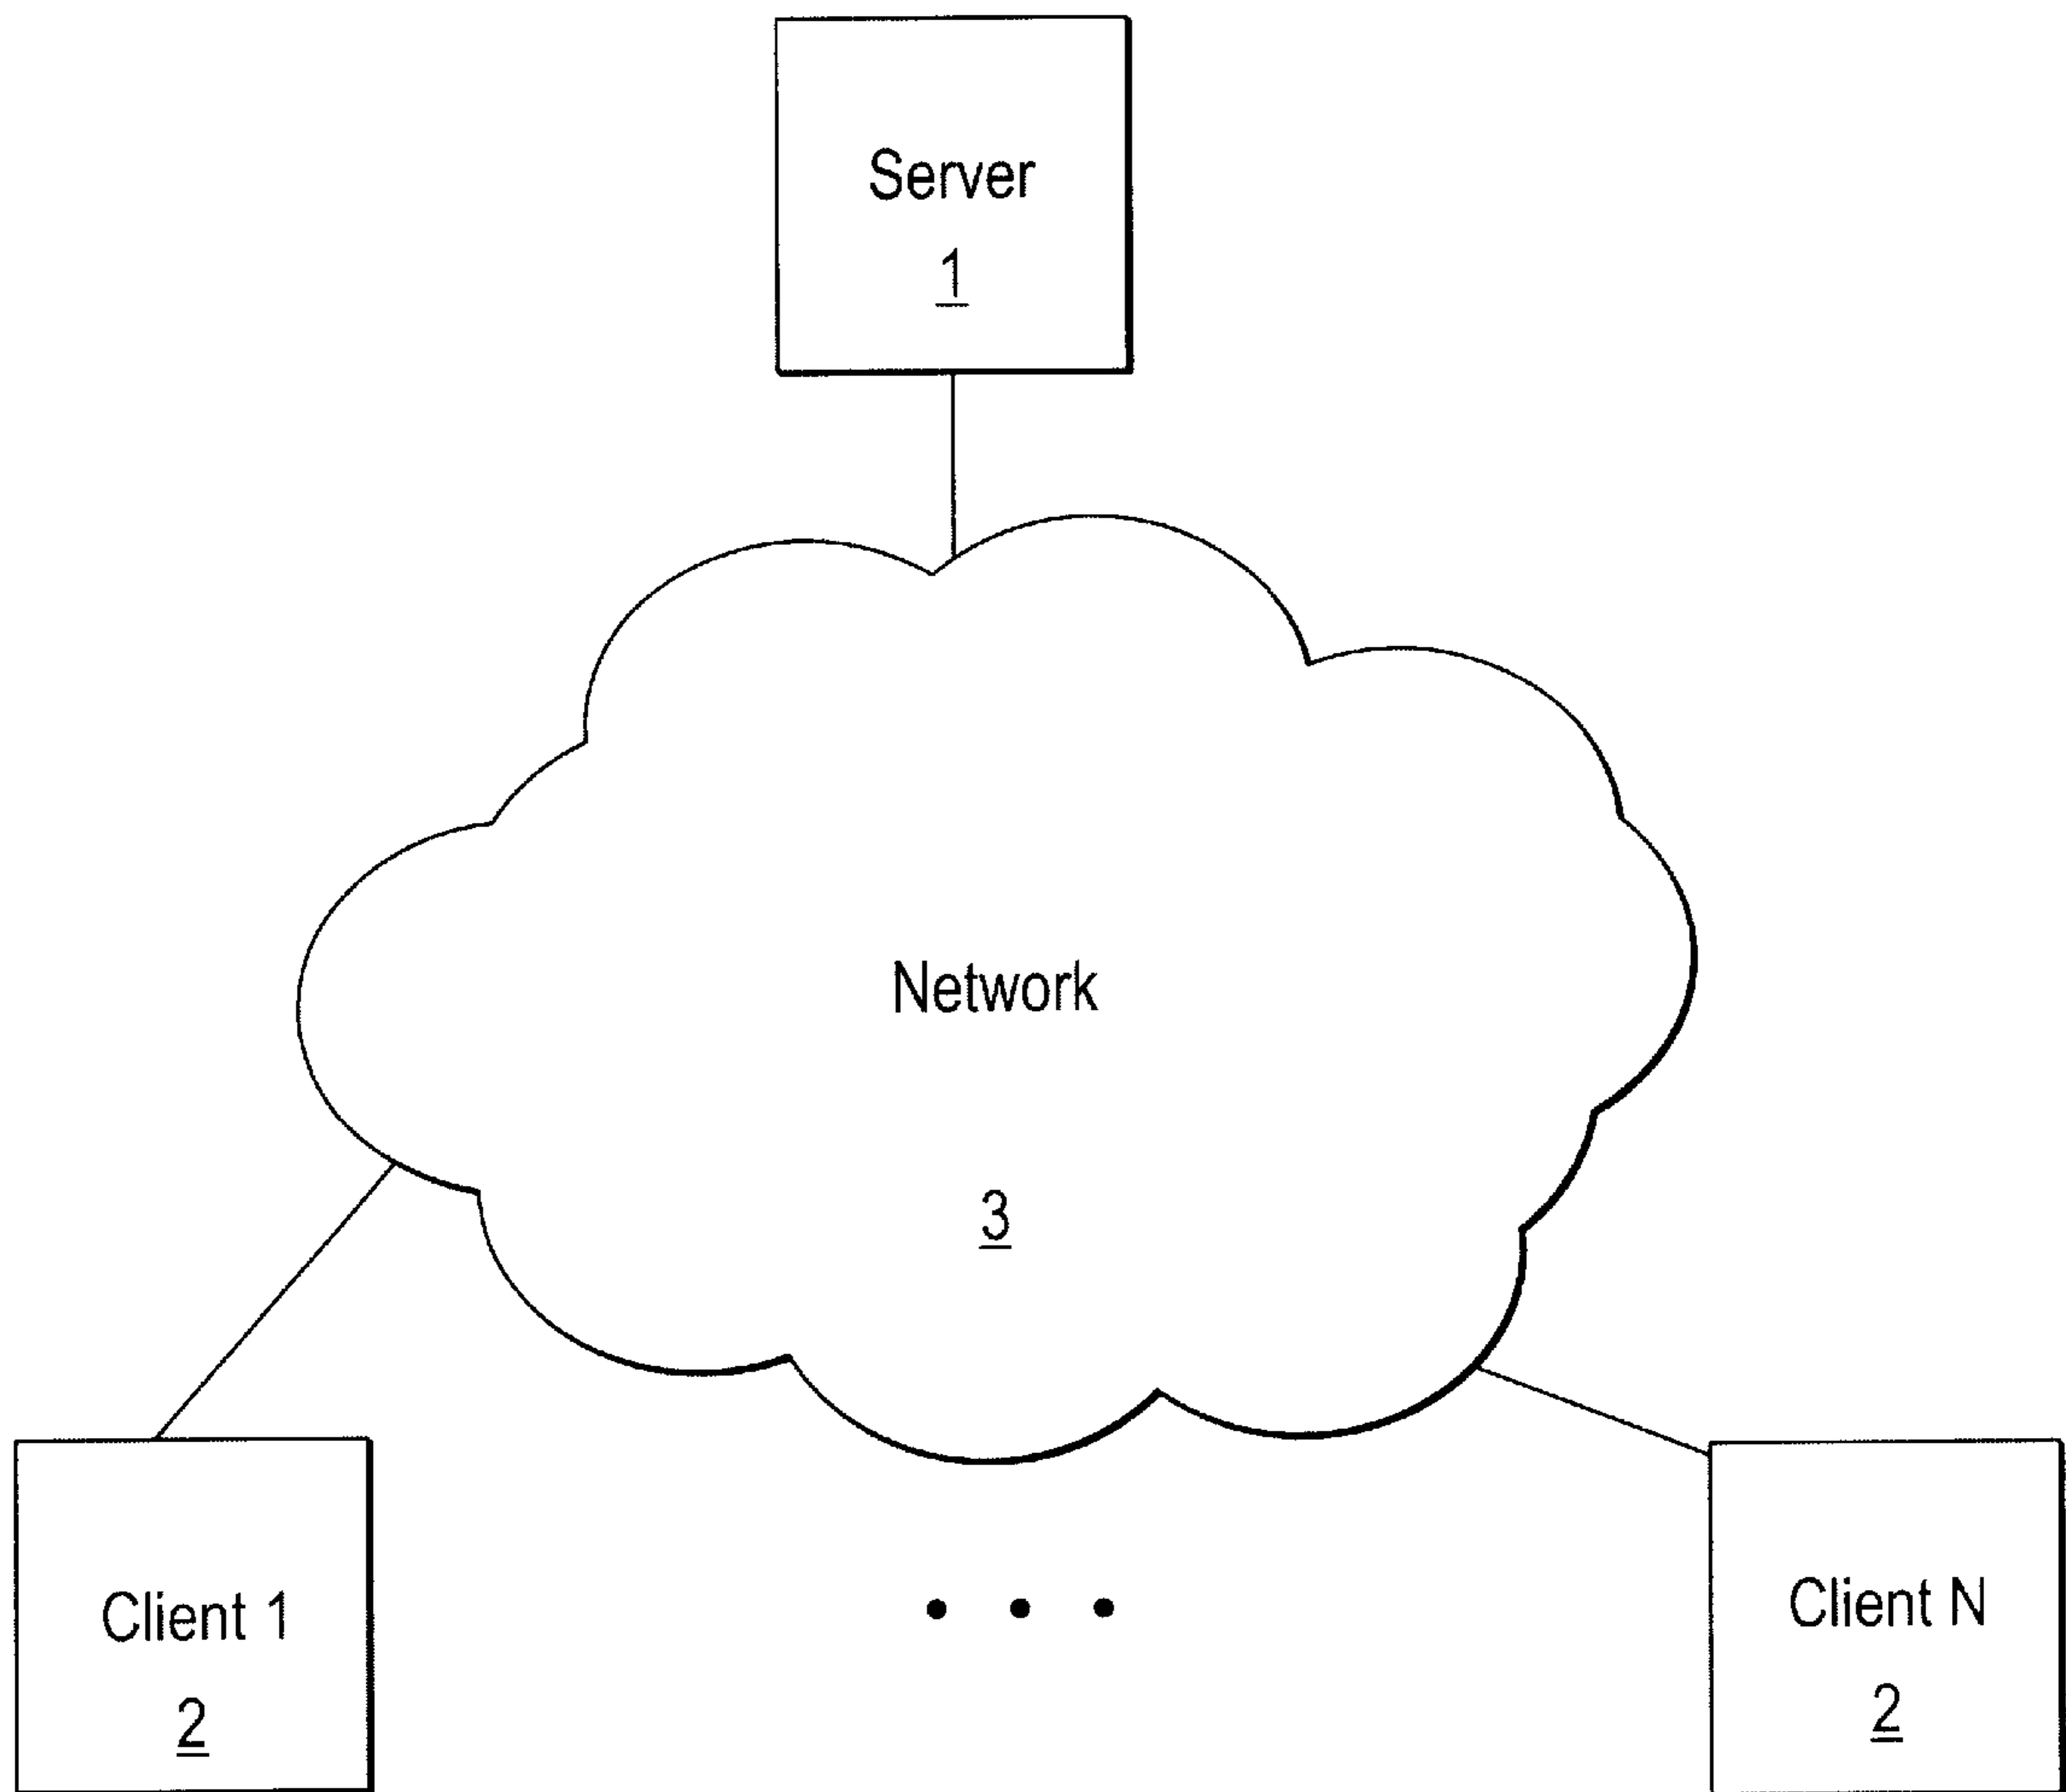 Server
1
Network
3
Client 1
2
• • •
Client N
2